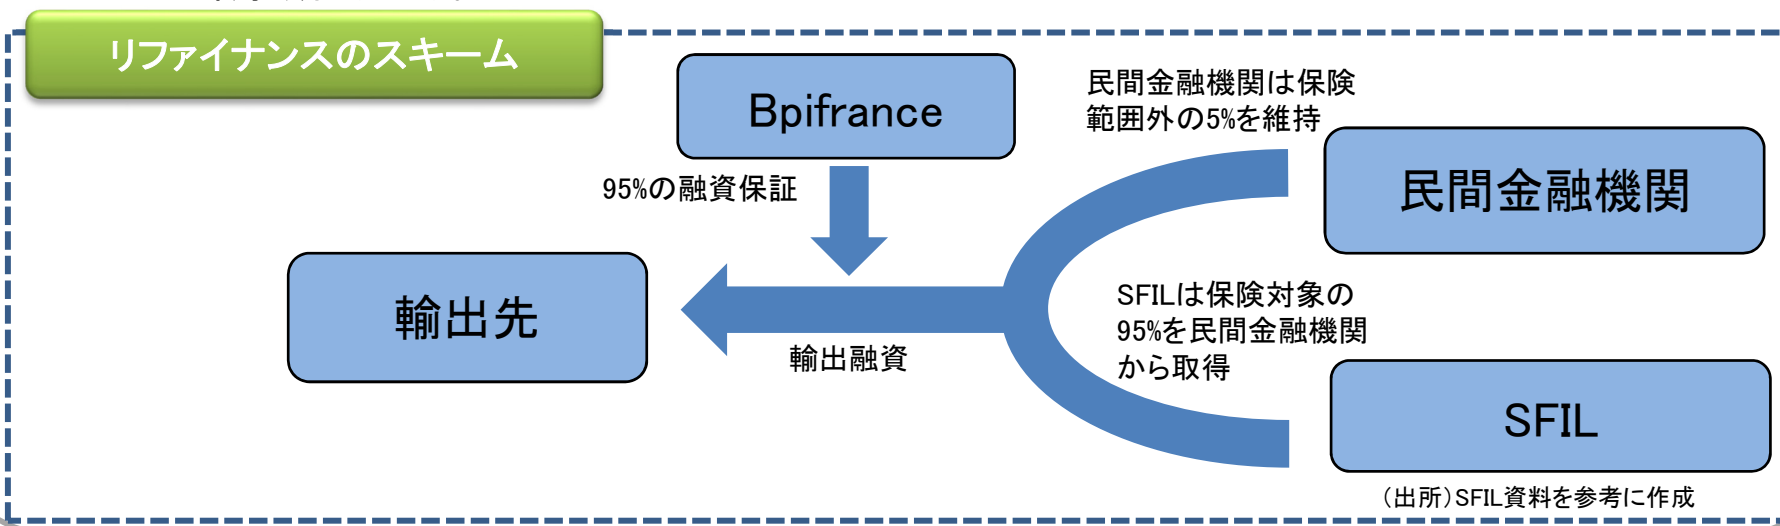 リファイナンスのスキーム
Bpifrance
民間金融機関は保険
範囲外の5%を維持
民間金融機関
95%の融資保証
輸出先
輸出融資
SFILは保険対象の
95%を民間金融機関
から取得
SFIL
（出所）SFIL資料を参考に作成